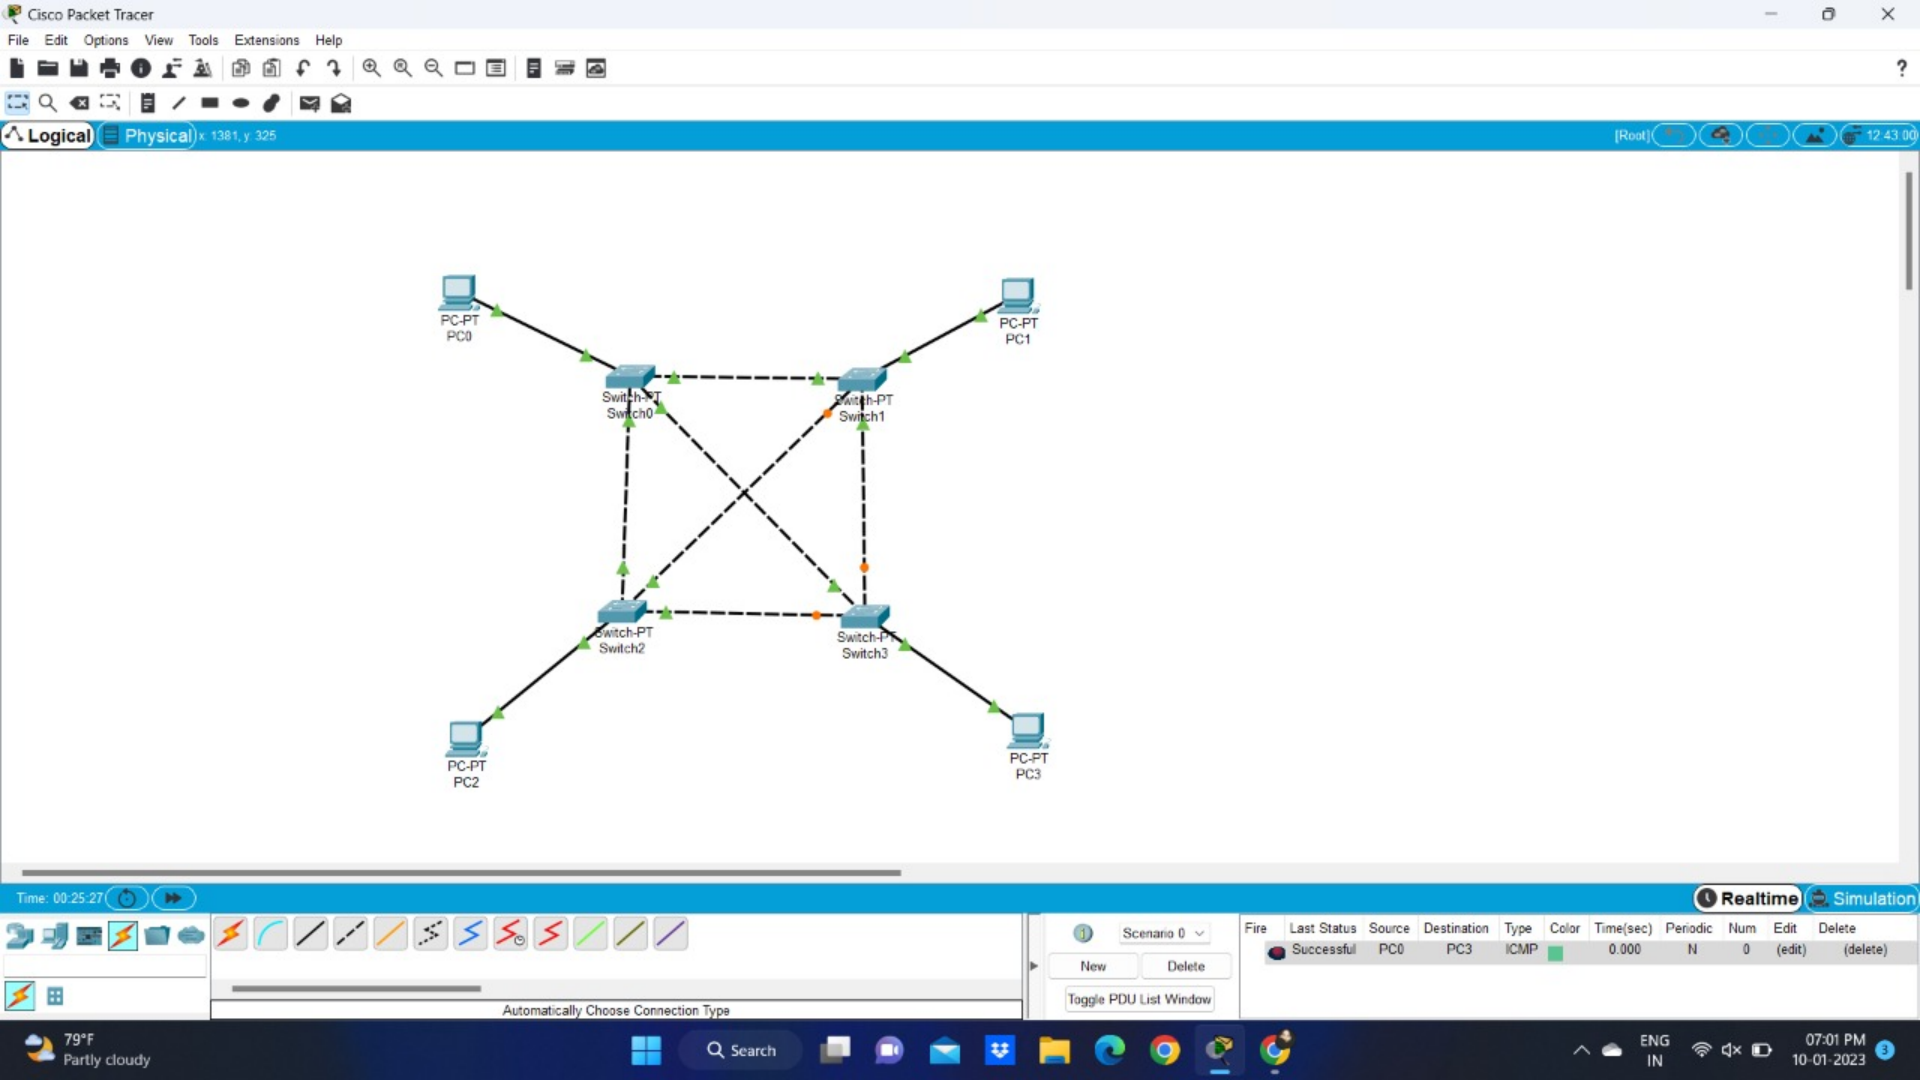 Cisco Packet Tracer
File Edit Options View Tools Extensions Help
?
Logical Physical x: 1381, y: 325 [Root] 12:43:00
PC-PT
PC0
PC-PT
PC1
Switch-PT
Switch0
Switch-PT
Switch1
Switch-PT
Switch2
Switch-PT
Switch3
PC-PT
PC2
PC-PT
PC3
Time: 00:25:27 Realtime Simulation
Scenario 0
New Delete
Toggle PDU List Window
Fire Last Status Source Destination Type Color Time(sec) Periodic Num Edit Delete
Successful PC0 PC3 ICMP 0.000 N 0 (edit) (delete)
Automatically Choose Connection Type
79°F
Partly cloudy
Search
ENG
IN
07:01 PM
10-01-2023
3